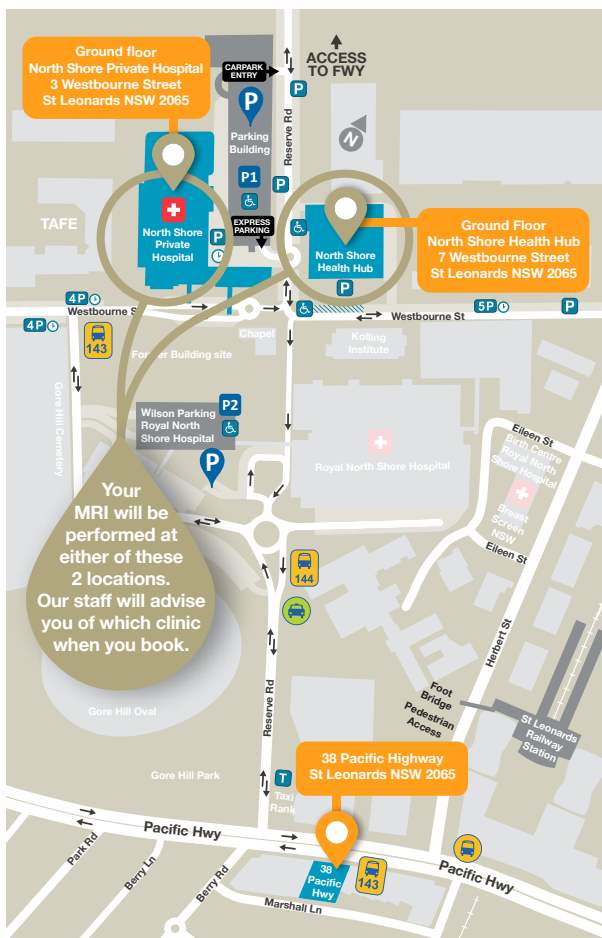 Ground floor
North Shore Private Hospital
3 Westbourne Street
St Leonards NSW 2065
ACCESS
TO FWY
CARPARK
ENTRY
P
P
Parking
Building
Reserve Rd
N
P1
P
TAFE
EXPRESS
PARKING
North Shore
Private
Hospital
P
North Shore
Health Hub
P
Ground Floor
North Shore Health Hub
7 Westbourne Street
St Leonards NSW 2065
4P
Westbourne St
5P
P
Westbourne St
4P
143
Chapel
Kolling
Institute
Former Building site
Gore Hill Cemetery
Wilson Parking
Royal North
Shore Hospital
P2
P
Royal North Shore Hospital
Eileen St
Birth Centre
Royal North
Shore Hospital
Breast
Screen
NSW
Eileen St
Your
MRI will be
performed at
either of these
2 locations.
Our staff will advise
you of which clinic
when you book.
144
Herbert St
Foot
Bridge
Pedestrian
Access
St Leonards
Railway
Station
Reserve Rd
Gore Hill Oval
38 Pacific Highway
St Leonards NSW 2065
Gore Hill Park
T
Taxi
Rank
Pacific Hwy
Park Rd
Berry Ln
Berry Rd
38
Pacific
Hwy
143
Pacific Hwy
Marshall Ln